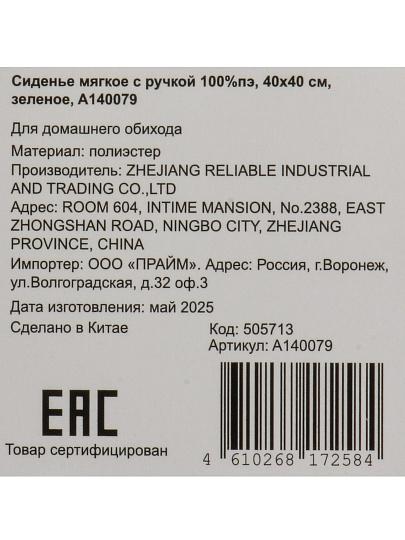 Сиденье мягкое с ручкой 100%пэ, 40х40 см,
зеленое, А140079
Для домашнего обихода
Материал: полиэстер
Производитель: ZHEJIANG RELIABLE INDUSTRIAL
AND TRADING CO.,LTD
Адрес: ROOM 604, INTIME MANSION, No.2388, EAST
ZHONGSHAN ROAD, NINGBO CITY, ZHEJIANG
PROVINCE, CHINA
Импортер: ООО «ПРАЙМ». Адрес: Россия, г.Воронеж,
ул.Волгоградская, д.32 оф.3
Дата изготовления: май 2025
Сделано в Китае
Код: 505713
Артикул: А140079
EAC
Товар сертифицирован
4 610268 172584